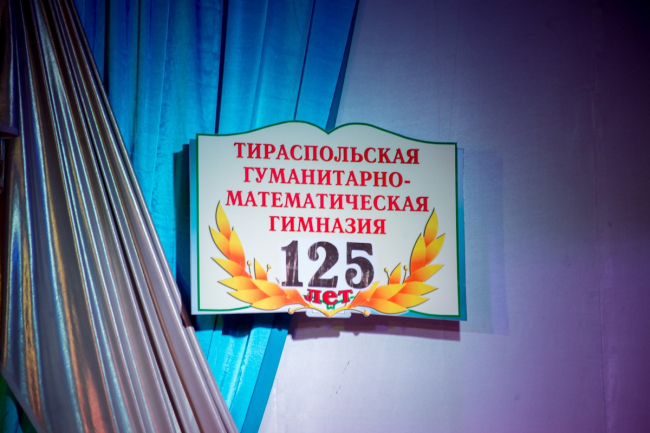 ТИРАСПОЛЬСКАЯ
ГУМАНИТАРНО-
МАТЕМАТИЧЕСКАЯ
ГИМНАЗИЯ
125
лет